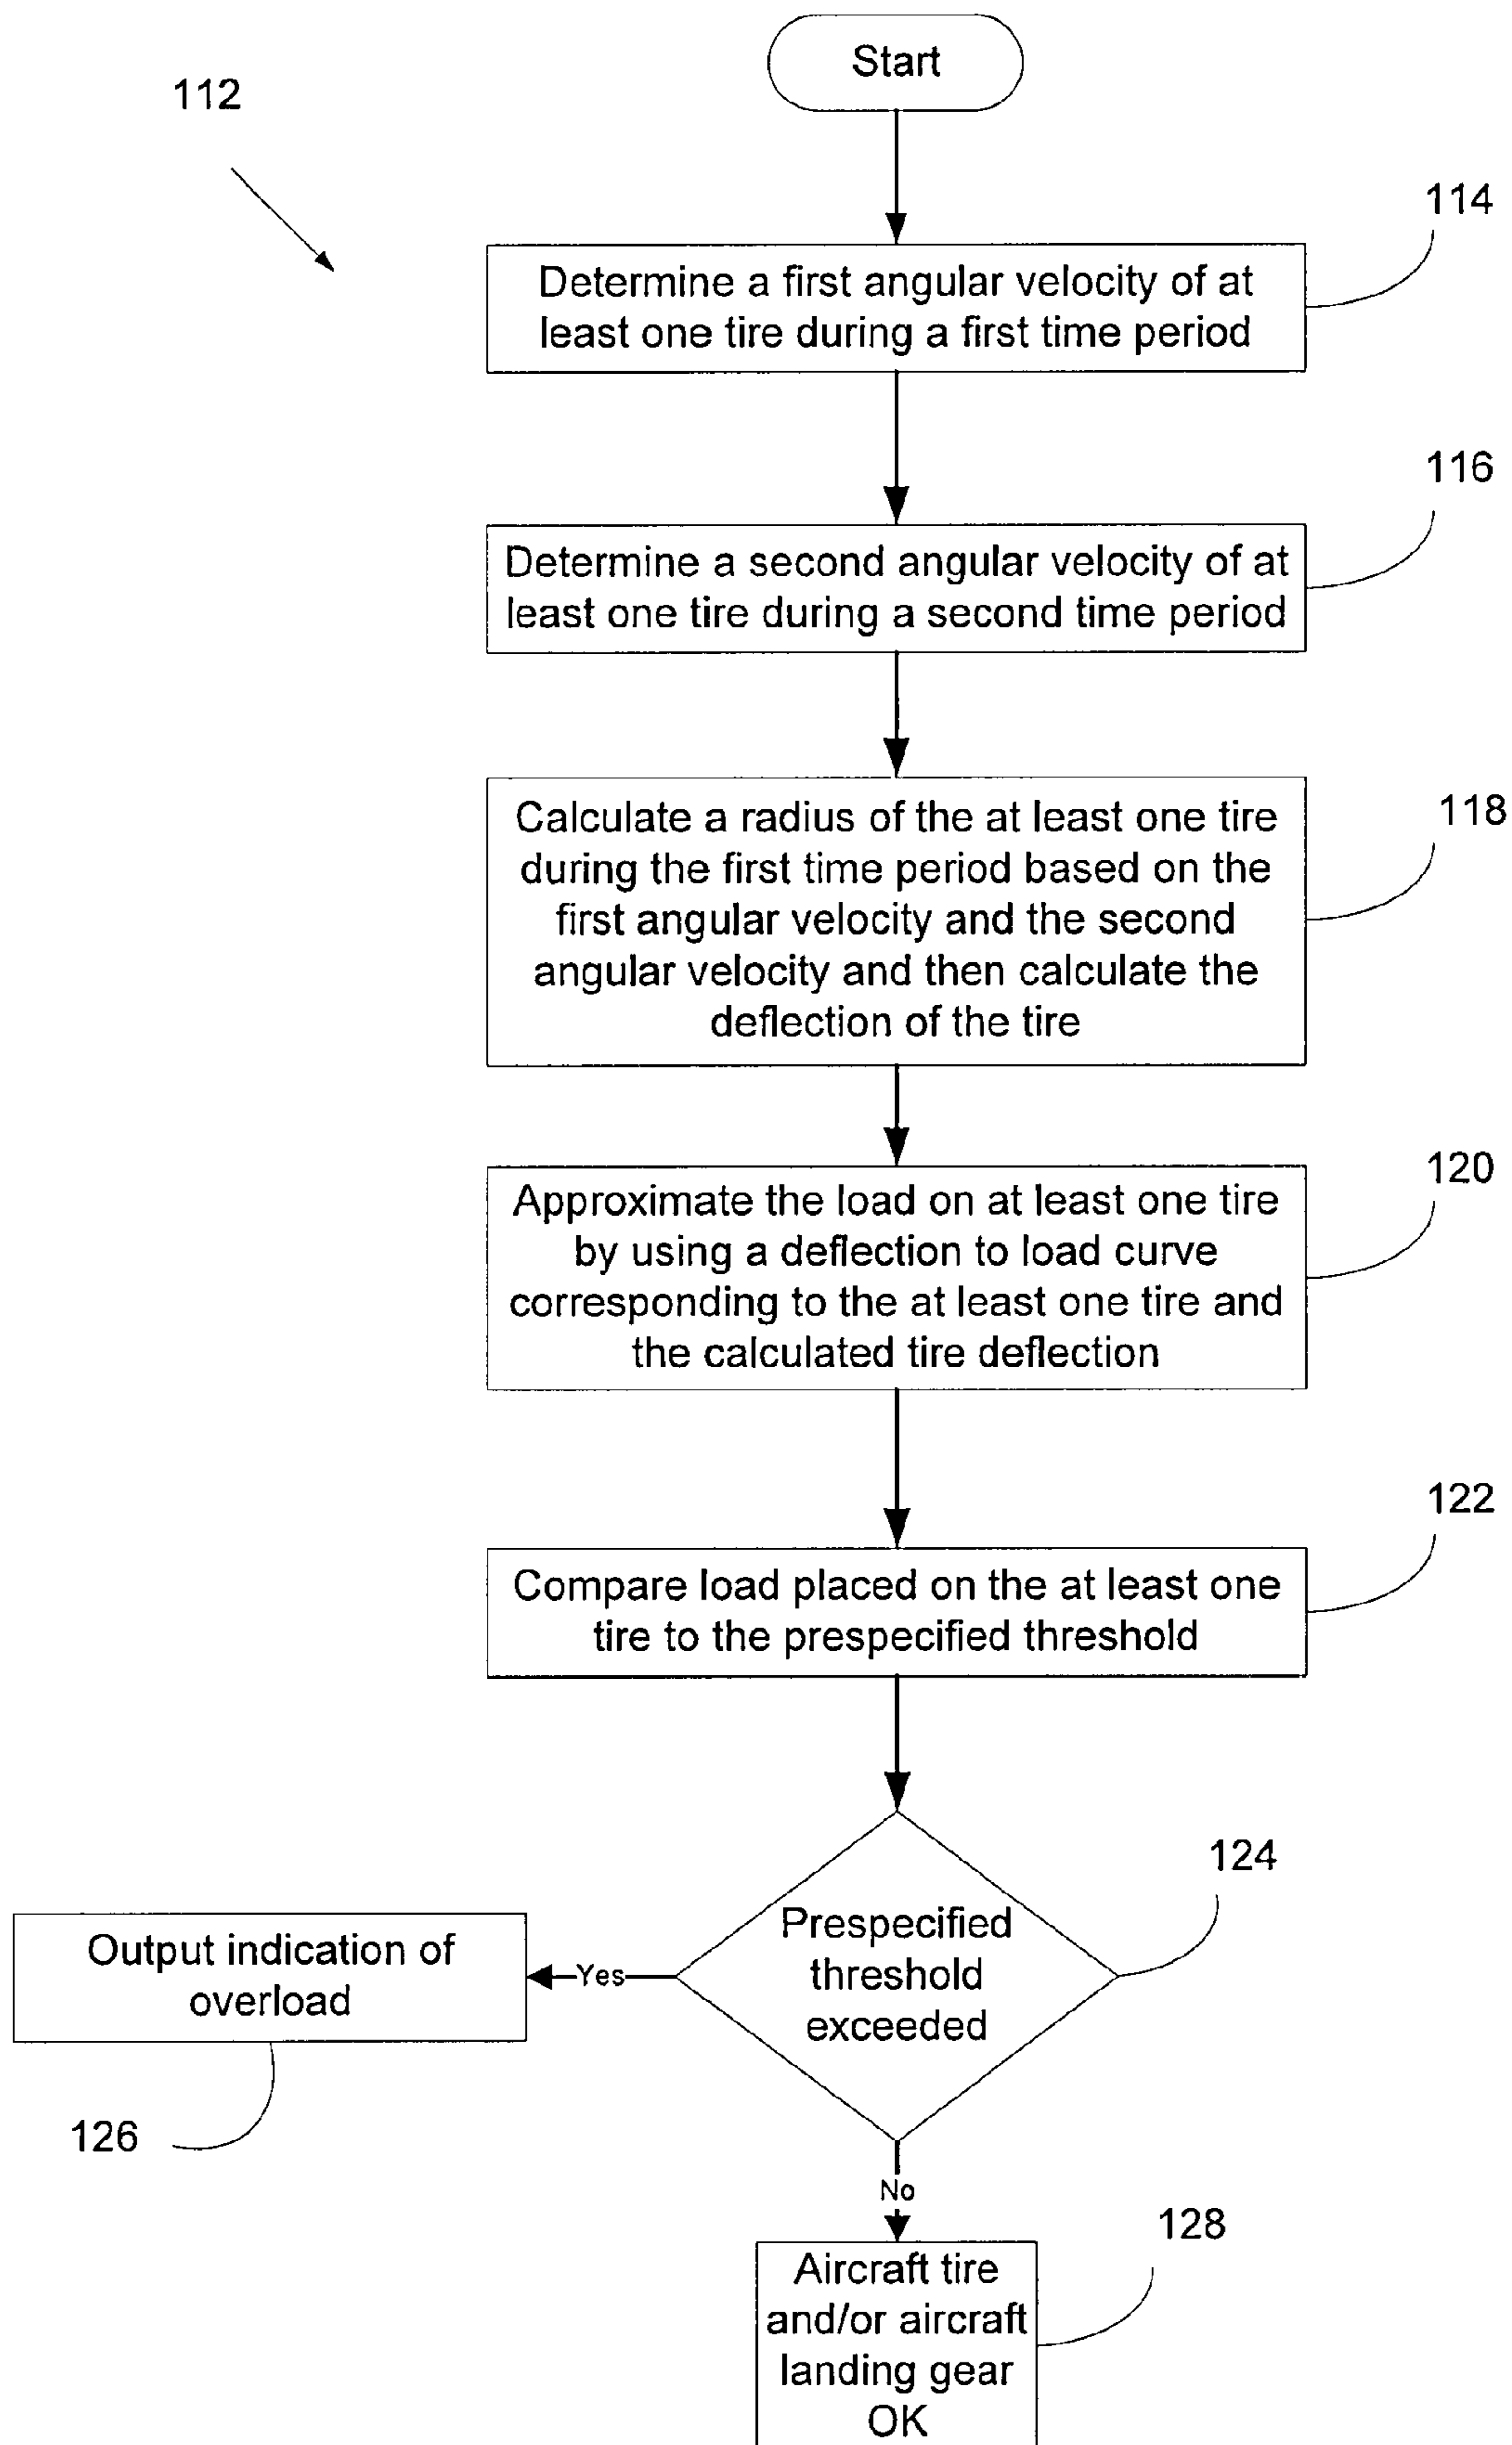 Start
112
114
Determine a first angular velocity of at
least one tire during a first time period
116
Determine a second angular velocity of at
least one tire during a second time period
118
Calculate a radius of the at least one tire
during the first time period based on the
first angular velocity and the second
angular velocity and then calculate the
deflection of the tire
120
Approximate the load on at least one tire
by using a deflection to load curve
corresponding to the at least one tire and
the calculated tire deflection
122
Compare load placed on the at least one
tire to the prespecified threshold
124
Prespecified
threshold
exceeded
Yes
Output indication of
overload
126
No
128
Aircraft tire
and/or aircraft
landing gear
OK